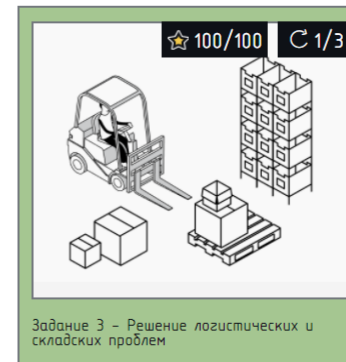 100/100 1/3
Задание 3 - Решение логистических и
складских проблем